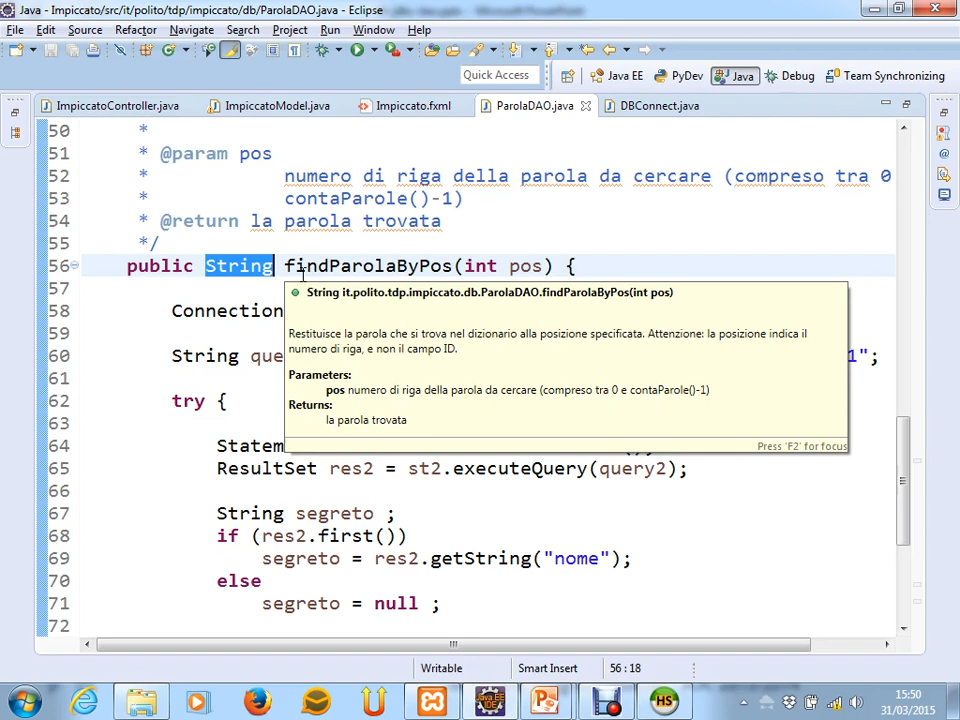 Java - Impiccato/src/it/polito/tdp/impiccato/db/ParolaDAO.java - Eclipse
File Edit Source Refactor Navigate Search Project Run Window Help
Quick Access Java EE PyDev Java Debug Team Synchronizing
ImpiccatoController.java ImpiccatoModel.java Impiccato.fxml ParolaDAO.java DBConnect.java
50 *
51 * @param pos
52 numero di riga della parola da cercare (compreso tra 0
53 contaParole()-1)
54 * @return la parola trovata
55 */
56 public String findParolaByPos(int pos) {
57
58 Connection
59
60 String que 1";
61
62 try {
63
64 Statem ();
65 ResultSet res2 = st2.executeQuery(query2);
66
67 String segreto ;
68 if (res2.first())
69 segreto = res2.getString("nome");
70 else
71 segreto = null ;
72
String it.polito.tdp.impiccato.db.ParolaDAO.findParolaByPos(int pos)
Restituisce la parola che si trova nel dizionario alla posizione specificata. Attenzione: la posizione indica il
numero di riga, e non il campo ID.
Parameters:
pos numero di riga della parola da cercare (compreso tra 0 e contaParole()-1)
Returns:
la parola trovata
Press 'F2' for focus
Writable Smart Insert 56 : 18
15:50
31/03/2015